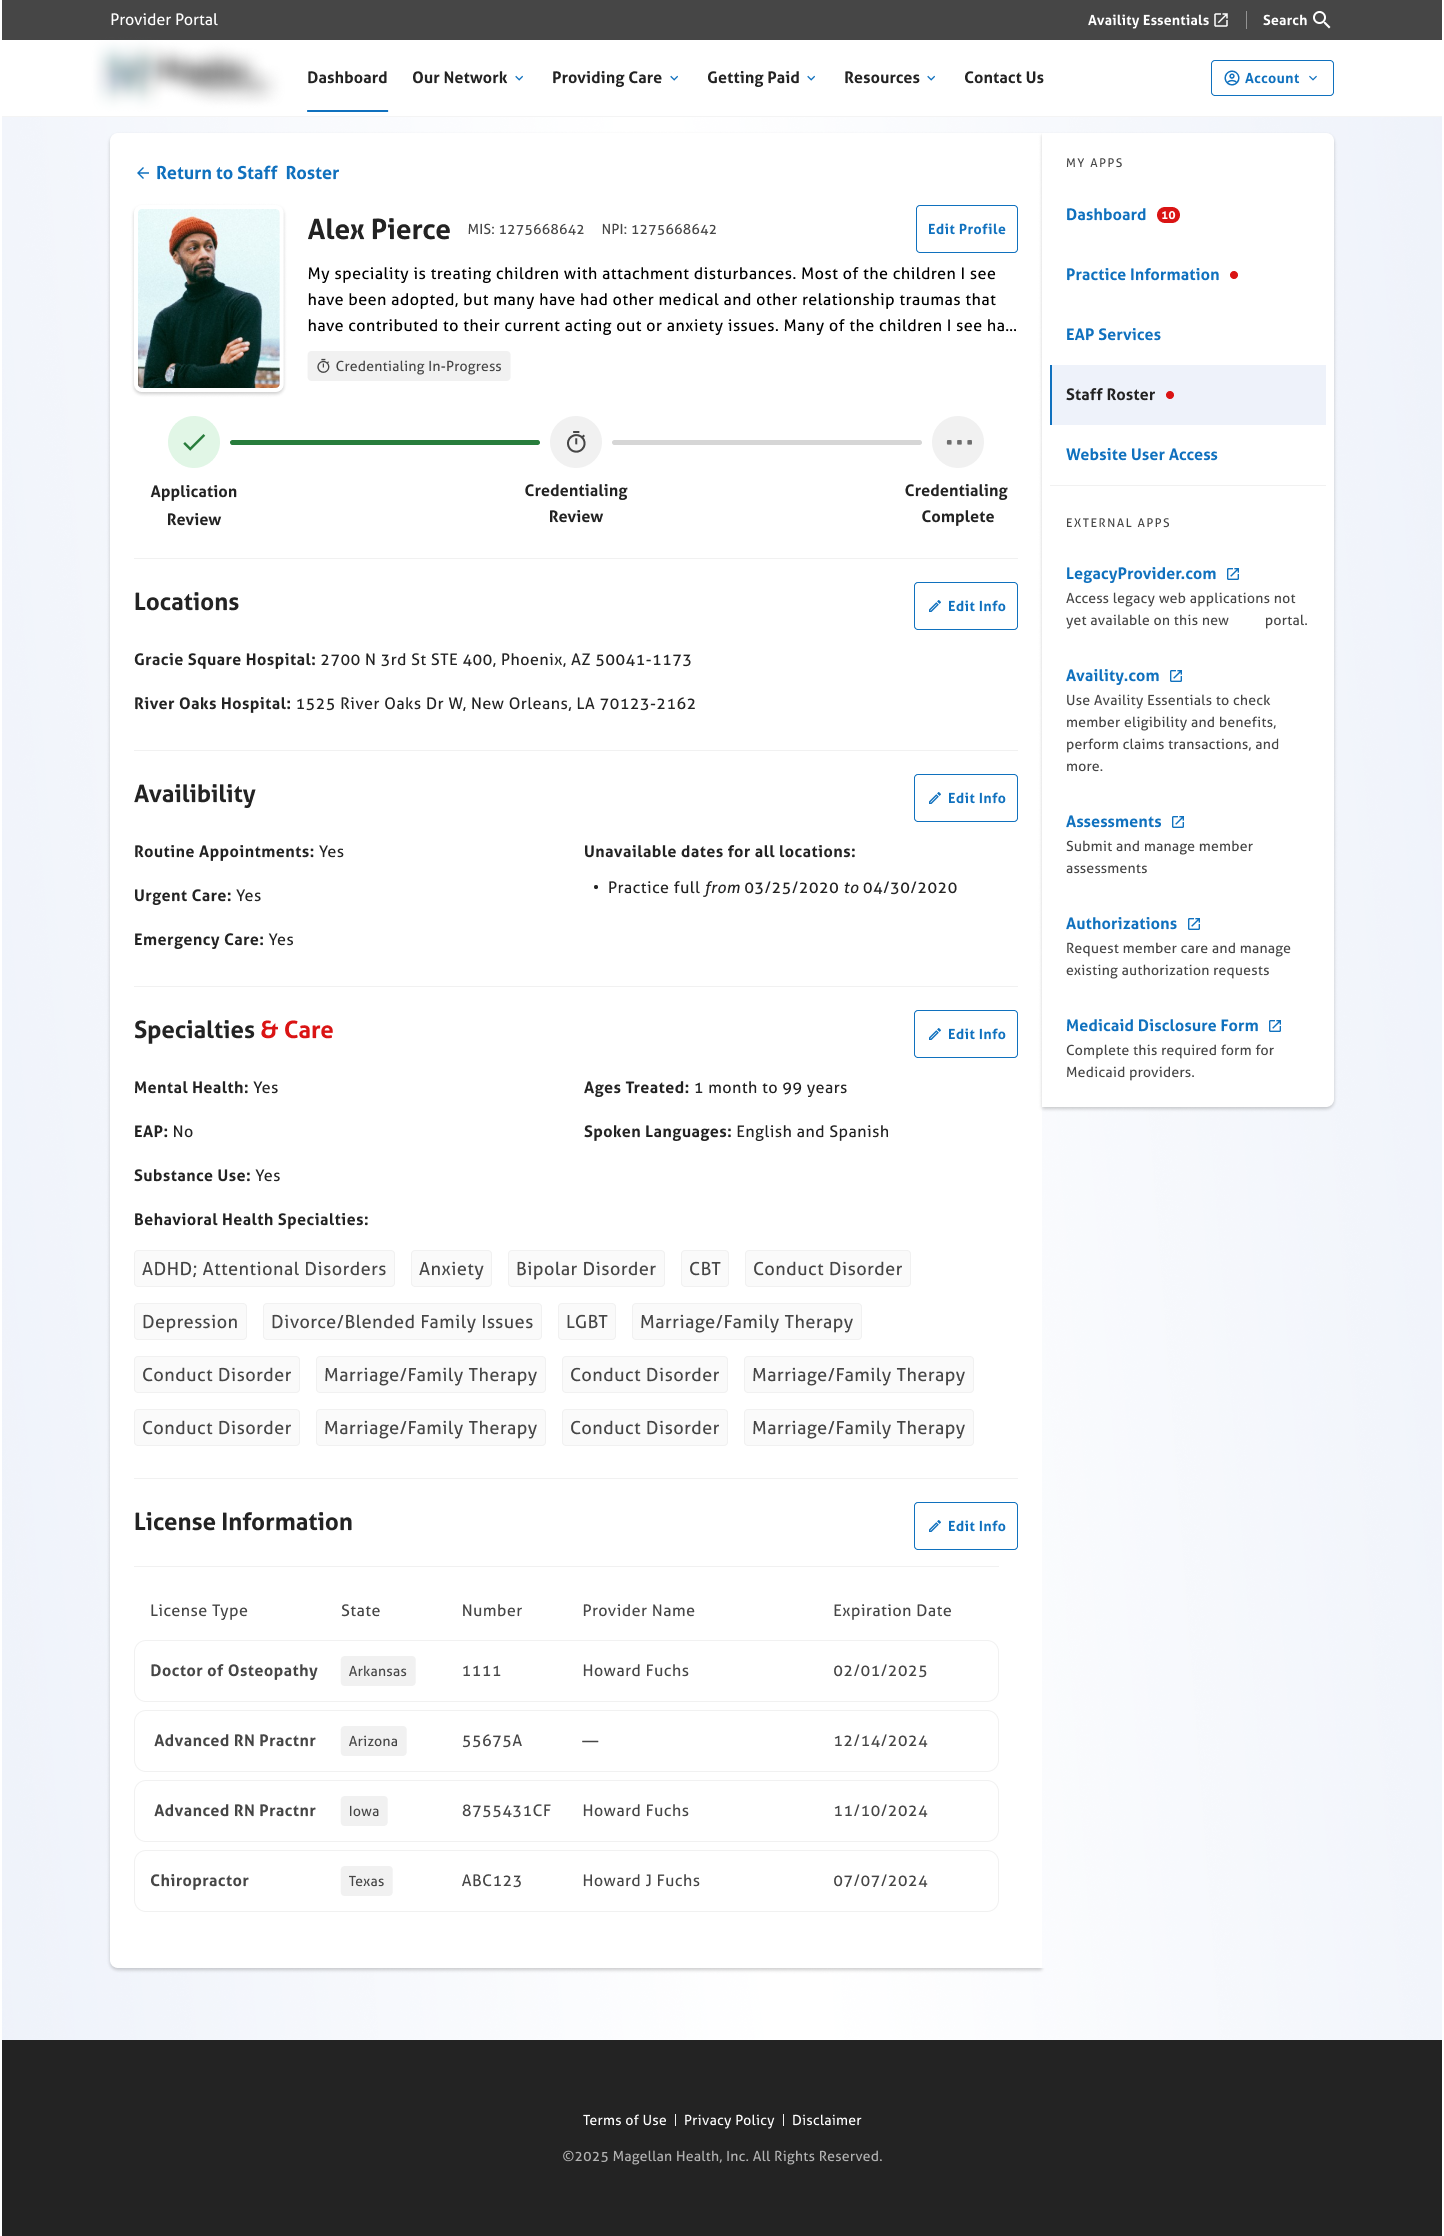 Provider Portal
Availity Essentials
Search
Dashboard
Our Network
Providing Care
Getting Paid
Resources
Contact Us
Account
Return to Staff Roster
Alex Pierce
MIS: 1275668642
NPI: 1275668642
Edit Profile
My speciality is treating children with attachment disturbances. Most of the children I see
have been adopted, but many have had other medical and other relationship traumas that
have contributed to their current acting out or anxiety issues. Many of the children I see ha...
Credentialing In-Progress
Application
Review
Credentialing
Review
Credentialing
Complete
Locations
Edit Info
Gracie Square Hospital: 2700 N 3rd St STE 400, Phoenix, AZ 50041-1173
River Oaks Hospital: 1525 River Oaks Dr W, New Orleans, LA 70123-2162
Availibility
Edit Info
Routine Appointments: Yes
Urgent Care: Yes
Emergency Care: Yes
Unavailable dates for all locations:
• Practice full from 03/25/2020 to 04/30/2020
Specialties & Care
Edit Info
Mental Health: Yes
EAP: No
Substance Use: Yes
Ages Treated: 1 month to 99 years
Spoken Languages: English and Spanish
Behavioral Health Specialties:
ADHD; Attentional Disorders
Anxiety
Bipolar Disorder
CBT
Conduct Disorder
Depression
Divorce/Blended Family Issues
LGBT
Marriage/Family Therapy
Conduct Disorder
Marriage/Family Therapy
Conduct Disorder
Marriage/Family Therapy
Conduct Disorder
Marriage/Family Therapy
Conduct Disorder
Marriage/Family Therapy
License Information
Edit Info
License Type State Number Provider Name Expiration Date
Doctor of Osteopathy Arkansas 1111 Howard Fuchs 02/01/2025
Advanced RN Practnr Arizona 55675A — 12/14/2024
Advanced RN Practnr Iowa 8755431CF Howard Fuchs 11/10/2024
Chiropractor Texas ABC123 Howard J Fuchs 07/07/2024
MY APPS
Dashboard 10
Practice Information
EAP Services
Staff Roster
Website User Access
EXTERNAL APPS
LegacyProvider.com
Access legacy web applications not
yet available on this new portal.
Availity.com
Use Availity Essentials to check
member eligibility and benefits,
perform claims transactions, and
more.
Assessments
Submit and manage member
assessments
Authorizations
Request member care and manage
existing authorization requests
Medicaid Disclosure Form
Complete this required form for
Medicaid providers.
Terms of Use | Privacy Policy | Disclaimer
©2025 Magellan Health, Inc. All Rights Reserved.